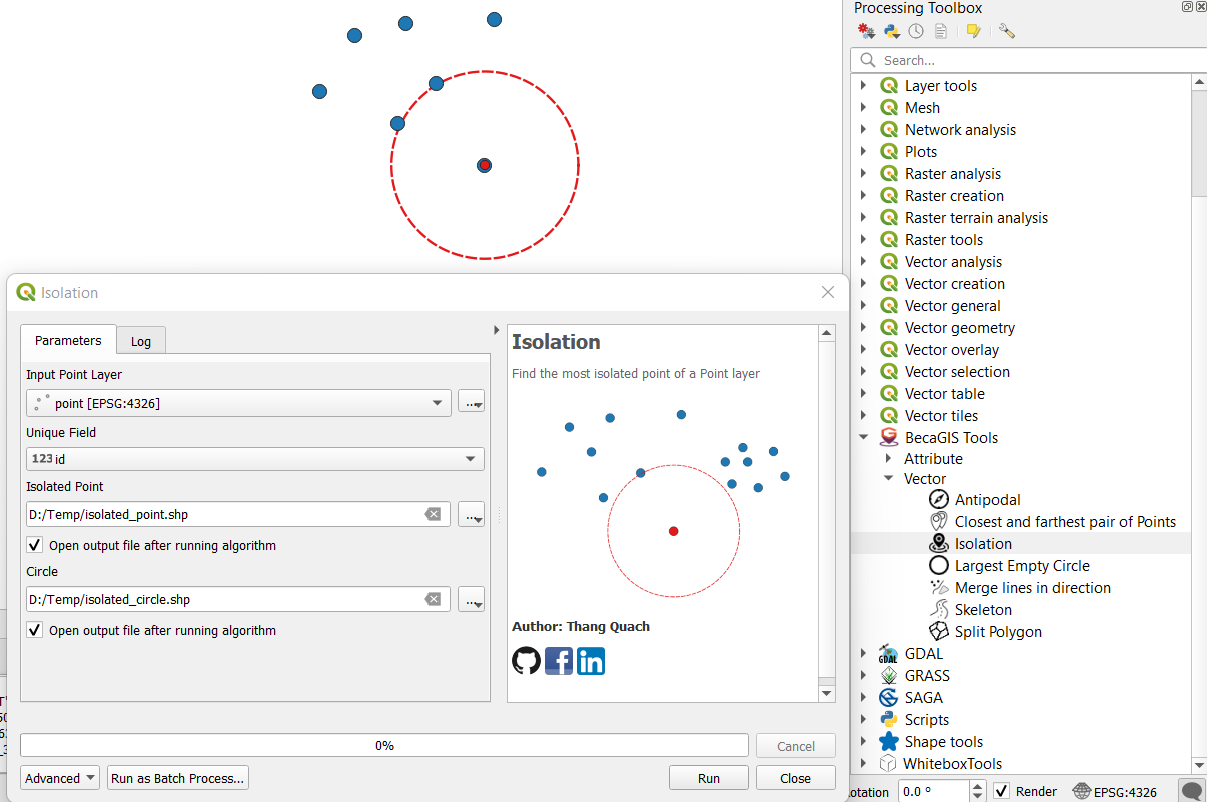 Processing Toolbox
Search...
Layer tools
Mesh
Network analysis
Plots
Raster analysis
Raster creation
Raster terrain analysis
Raster tools
Vector analysis
Vector creation
Vector general
Vector geometry
Vector overlay
Vector selection
Vector table
Vector tiles
BecaGIS Tools
Attribute
Vector
Antipodal
Closest and farthest pair of Points
Isolation
Largest Empty Circle
Merge lines in direction
Skeleton
Split Polygon
GDAL
GDAL
GRASS
SAGA
Scripts
Shape tools
WhiteboxTools
Isolation
Parameters
Log
Input Point Layer
point [EPSG:4326]
...
Unique Field
123 id
Isolated Point
D:/Temp/isolated_point.shp
...
Open output file after running algorithm
Circle
D:/Temp/isolated_circle.shp
...
Open output file after running algorithm
Isolation
Find the most isolated point of a Point layer
Author: Thang Quach
f
in
0%
Cancel
Advanced
Run as Batch Process...
Run
Close
otation
0.0 °
Render
EPSG:4326